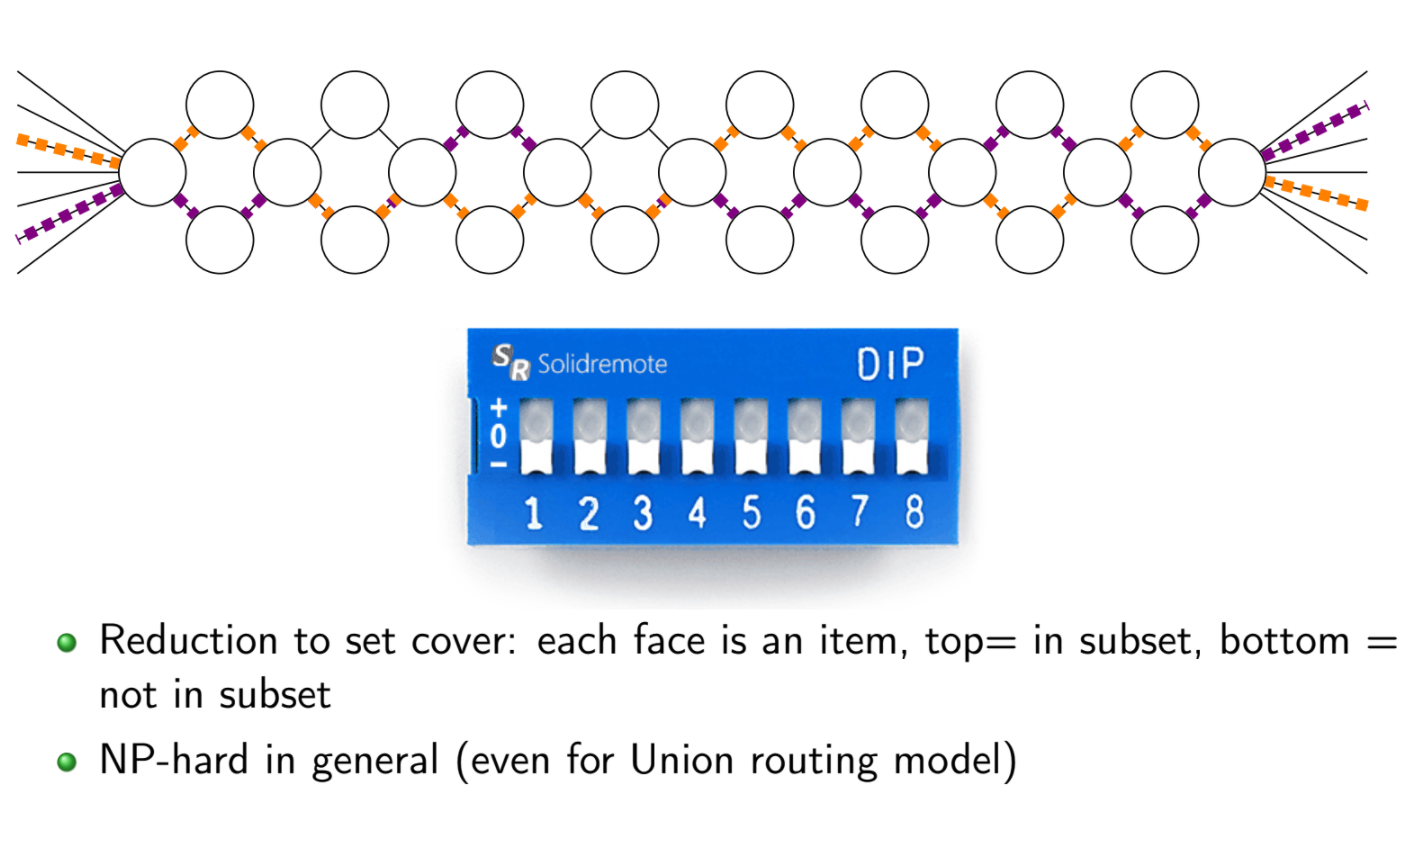 SR Solidremote DIP
+
0
−
1 2 3 4 5 6 7 8
Reduction to set cover: each face is an item, top= in subset, bottom =
not in subset
NP-hard in general (even for Union routing model)